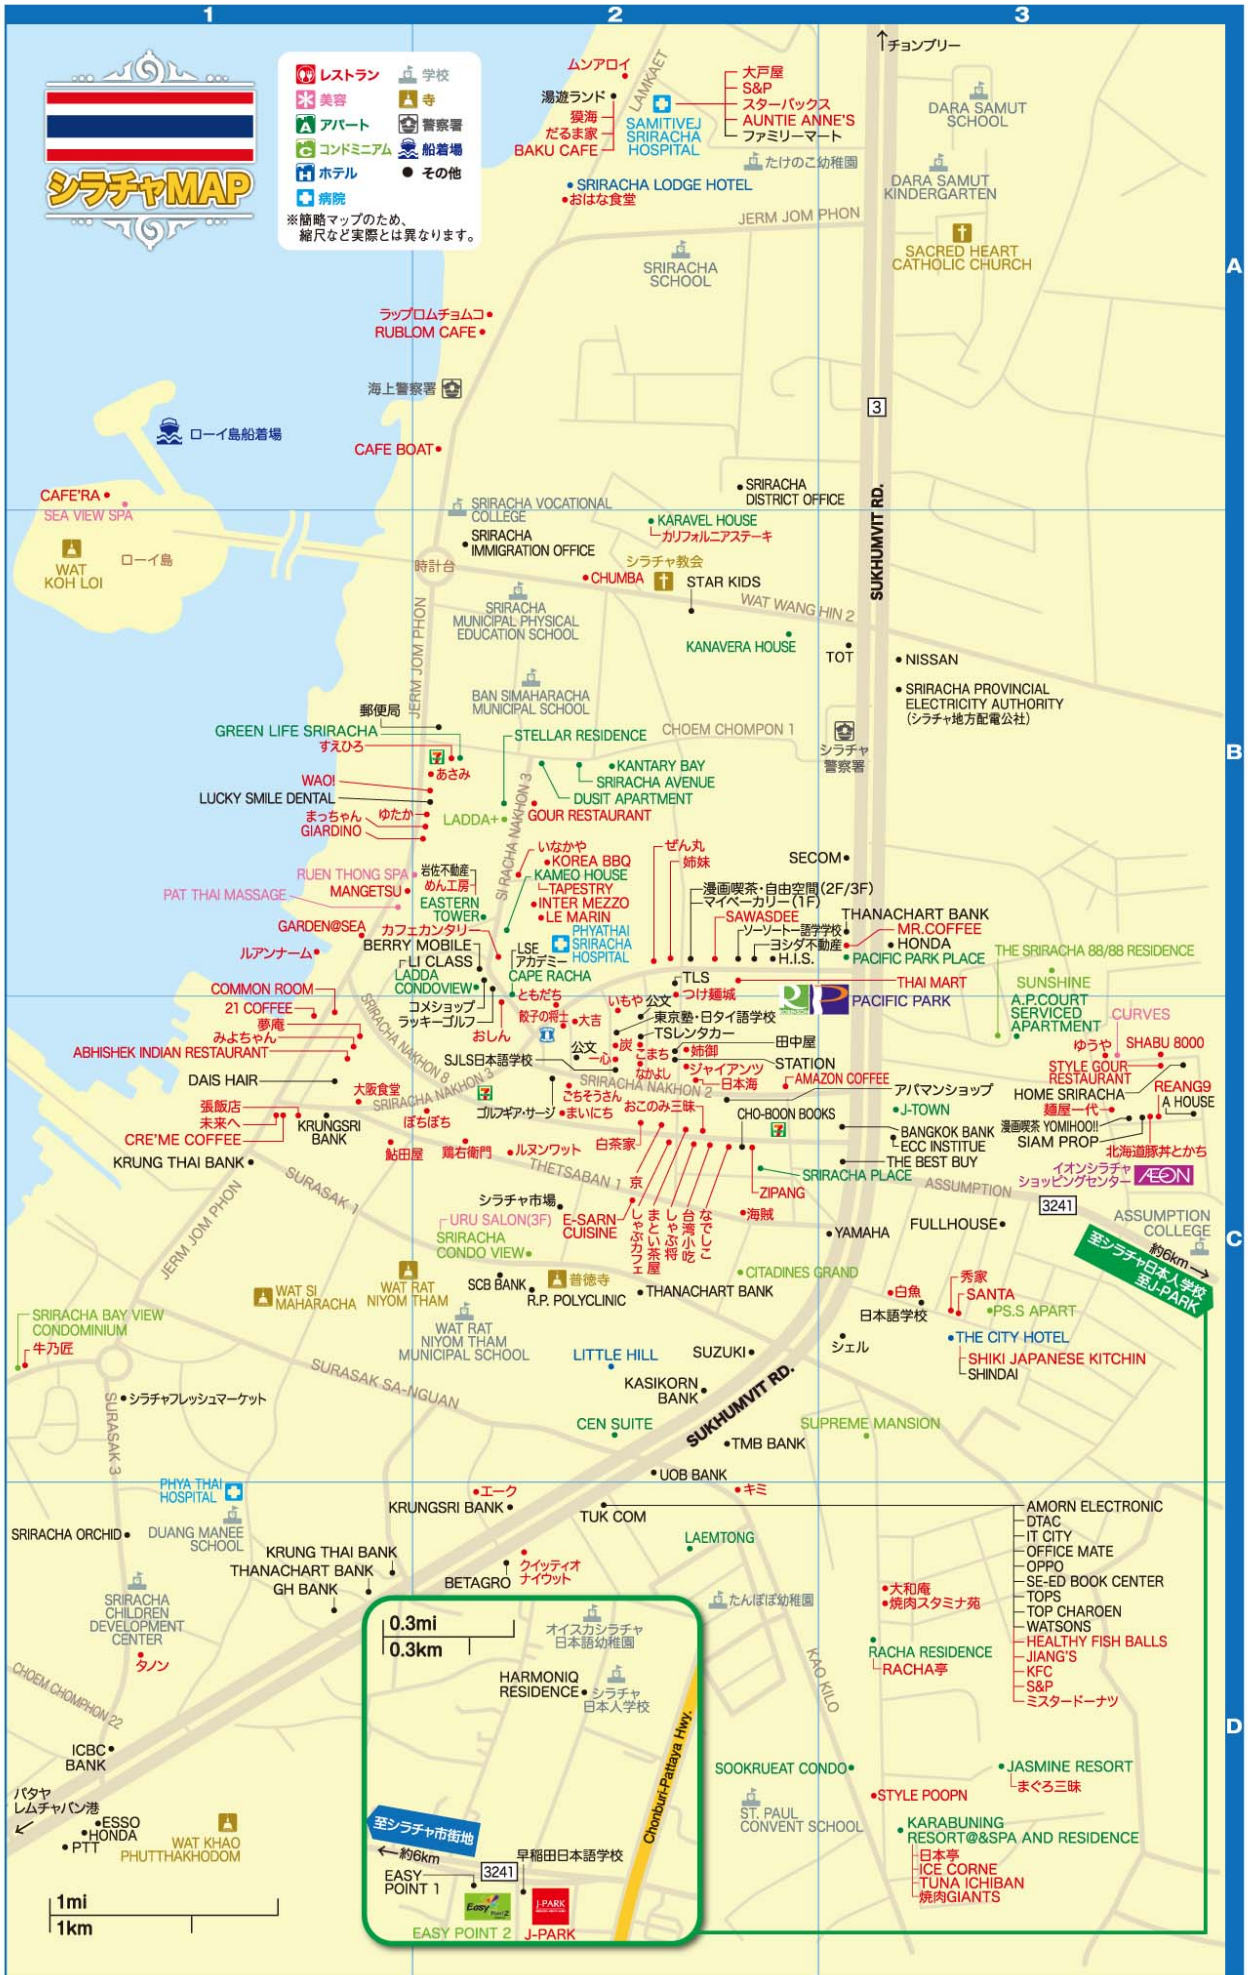 1
2
3
チョンブリー
シラチャMAP
レストラン
学校
美容
寺
アパート
警察署
コンドミニアム
船着場
ホテル
その他
病院
※簡略マップのため、
縮尺など実際とは異なります。
ムンアロイ
湯遊ランド
獏海
だるま家
BAKU CAFE
LAMKAET
SAMITIVEJ
SRIRACHA
HOSPITAL
大戸屋
S&P
スターバックス
AUNTIE ANNE'S
ファミリーマート
たけのこ幼稚園
DARA SAMUT
SCHOOL
DARA SAMUT
KINDERGARTEN
SRIRACHA LODGE HOTEL
おはな食堂
JERM JOM PHON
SACRED HEART
CATHOLIC CHURCH
SRIRACHA
SCHOOL
A
ラップロムチョムコ
RUBLOM CAFE
海上警察署
3
ローイ島船着場
CAFE BOAT
CAFE'RA
SEA VIEW SPA
SRIRACHA
DISTRICT OFFICE
SUKHUMVIT RD.
SRIRACHA VOCATIONAL
COLLEGE
SRIRACHA
IMMIGRATION OFFICE
KARAVEL HOUSE
カリフォルニアステーキ
WAT
KOH LOI
ローイ島
時計台
シラチャ教会
CHUMBA
STAR KIDS
WAT WANG HIN 2
SRIRACHA
MUNICIPAL PHYSICAL
EDUCATION SCHOOL
KANAVERA HOUSE
TOT
NISSAN
SRIRACHA PROVINCIAL
ELECTRICITY AUTHORITY
(シラチャ地方配電公社)
JERM JOM PHON
BAN SIMAHARACHA
MUNICIPAL SCHOOL
郵便局
GREEN LIFE SRIRACHA
すえひろ
STELLAR RESIDENCE
CHOEM CHOMPON 1
シラチャ
警察署
B
あさみ
KANTARY BAY
SRIRACHA AVENUE
DUSIT APARTMENT
WAO!
LUCKY SMILE DENTAL
まっちゃん
ゆたか
GIARDINO
LADDA+
GOUR RESTAURANT
SI RACHA NAKHON 3
いなかや
KOREA BBQ
KAMEO HOUSE
TAPESTRY
INTER MEZZO
LE MARIN
ぜん丸
姉妹
SECOM
RUEN THONG SPA
岩佐不動産
めん工房
MANGETSU
PAT THAI MASSAGE
EASTERN
TOWER
漫画喫茶・自由空間(2F/3F)
マイベーカリー(1F)
SAWASDEE
THANACHART BANK
ソーソートー語学学校
MR.COFFEE
ヨシダ不動産
HONDA
H.I.S.
PACIFIC PARK PLACE
GARDEN@SEA
カフェカンタリー
ルアンナーム
BERRY MOBILE
LI CLASS
LADDA
CONDOVIEW
PHYATHAI
SRIRACHA
HOSPITAL
LSE
アカデミー
CAPE RACHA
THE SRIRACHA 88/88 RESIDENCE
SUNSHINE
TLS
つけ麺城
THAI MART
COMMON ROOM
21 COFFEE
夢庵
みよちゃん
ABHISHEK INDIAN RESTAURANT
コメショップ
ラッキーゴルフ
おしん
ともだち
餃子の将士
大吉
いもや
公文
東京塾・日タイ語学校
TSレンタカー
PACIFIC PARK
A.P.COURT
SERVICED
APARTMENT
CURVES
ゆうや
SHABU 8000
STYLE GOUR
RESTAURANT
SRIRACHA NAKHON 8
SJLS日本語学校
公文
一心
炭
こまち
なかよし
姉御
田中屋
STATION
ジャイアンツ
日本海
AMAZON COFFEE
DAIS HAIR
大阪食堂
SRIRACHA NAKHON 3
SRIRACHA NAKHON 2
ごちそうさん
まいにち
ゴルフギア・サージ
おこのみ三昧
アパマンショップ
HOME SRIRACHA
REANG9
A HOUSE
麺屋一代
J-TOWN
張飯店
未来へ
CRE'ME COFFEE
KRUNGSRI
BANK
ぽちぽち
CHO-BOON BOOKS
漫画喫茶 YOMIHOO!!
SIAM PROP
北海道豚丼とかち
BANGKOK BANK
ECC INSTITUE
THE BEST BUY
KRUNG THAI BANK
鮎田屋
鶏右衛門
ルヌンワット
白茶家
京
THETSABAN 1
SRIRACHA PLACE
ZIPANG
ASSUMPTION
イオンシラチャ
ショッピングセンター
ÆON
3241
SURASAK 1
シラチャ市場
URU SALON(3F)
E-SARN
CUISINE
しゃぶカフェ
まとい茶屋
しゃぶ将
台湾小吃
なでしこ
海賊
YAMAHA
FULLHOUSE
ASSUMPTION
COLLEGE
C
SRIRACHA
CONDO VIEW
JERM JOM PHON
約6km
至シラチャ日本人学校
至J-PARK
WAT SI
MAHARACHA
WAT RAT
NIYOM THAM
SCB BANK
普徳寺
R.P. POLYCLINIC
THANACHART BANK
CITADINES GRAND
白魚
日本語学校
秀家
SANTA
PS.S APART
SRIRACHA BAY VIEW
CONDOMINIUM
牛乃匠
WAT RAT
NIYOM THAM
MUNICIPAL SCHOOL
SUZUKI
シェル
THE CITY HOTEL
SHIKI JAPANESE KITCHIN
SHINDAI
LITTLE HILL
SURASAK SA-NGUAN
KASIKORN
BANK
SUKHUMVIT RD.
シラチャフレッシュマーケット
SURASAK 3
CEN SUITE
SUPREME MANSION
TMB BANK
UOB BANK
PHYA THAI
HOSPITAL
エーク
KRUNGSRI BANK
キミ
TUK COM
SRIRACHA ORCHID
DUANG MANEE
SCHOOL
LAEMTONG
AMORN ELECTRONIC
DTAC
IT CITY
OFFICE MATE
OPPO
SE-ED BOOK CENTER
TOPS
TOP CHAROEN
WATSONS
HEALTHY FISH BALLS
JIANG'S
KFC
S&P
ミスタードーナツ
KRUNG THAI BANK
THANACHART BANK
GH BANK
BETAGRO
クイッティオ
ナイウット
SRIRACHA
CHILDREN
DEVELOPMENT
CENTER
タノン
大和庵
焼肉スタミナ苑
たんぽぽ幼稚園
RACHA RESIDENCE
RACHA亭
KAO KILO
0.3mi
0.3km
オイスカシラチャ
日本語幼稚園
HARMONIQ
RESIDENCE
シラチャ
日本人学校
Chonburi-Pattaya Hwy.
CHOEM CHOMPHON 22
D
ICBC
BANK
SOOKRUEAT CONDO
JASMINE RESORT
まぐろ三昧
STYLE POOPN
ST. PAUL
CONVENT SCHOOL
パタヤ
レムチャバン港
ESSO
HONDA
PTT
WAT KHAO
PHUTTHAKHODOM
KARABUNING
RESORT@&SPA AND RESIDENCE
日本亭
ICE CORNE
TUNA ICHIBAN
焼肉GIANTS
至シラチャ市街地
約6km
3241
早稲田日本語学校
EASY
POINT 1
J-PARK
EASY POINT 2
J-PARK
1mi
1km